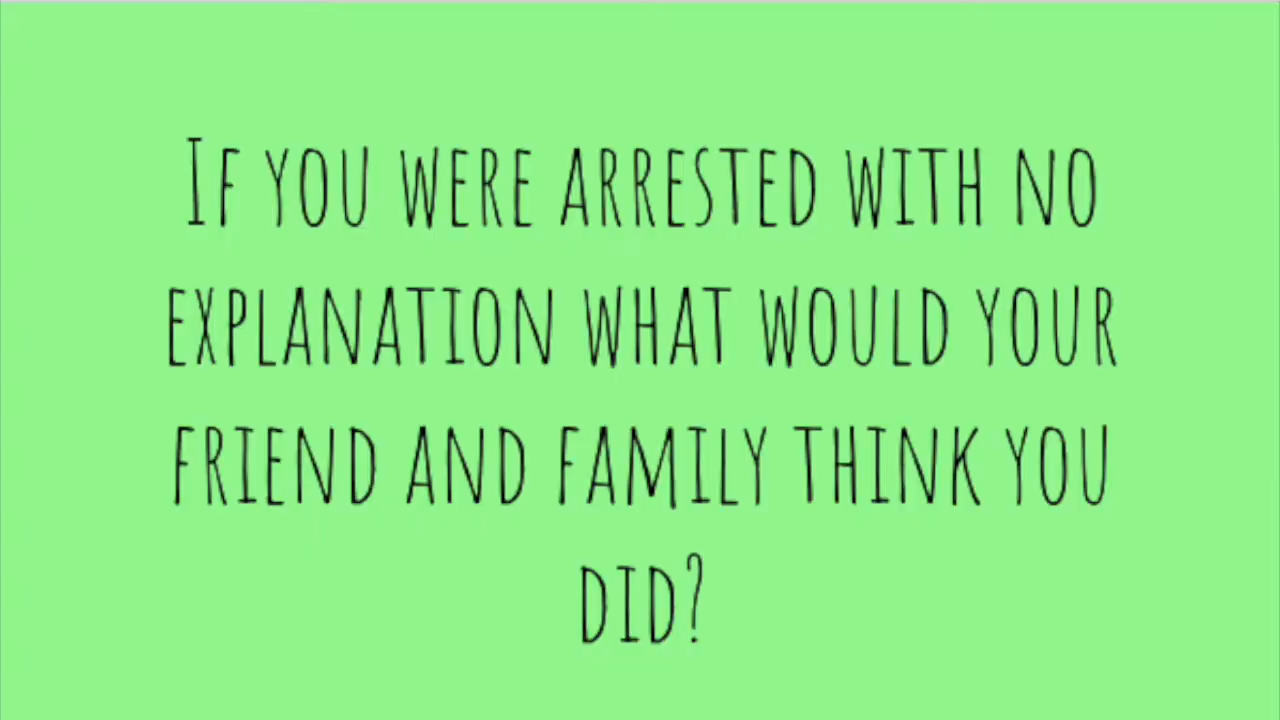 If you were arrested with no
explanation what would your
friend and family think you
did?